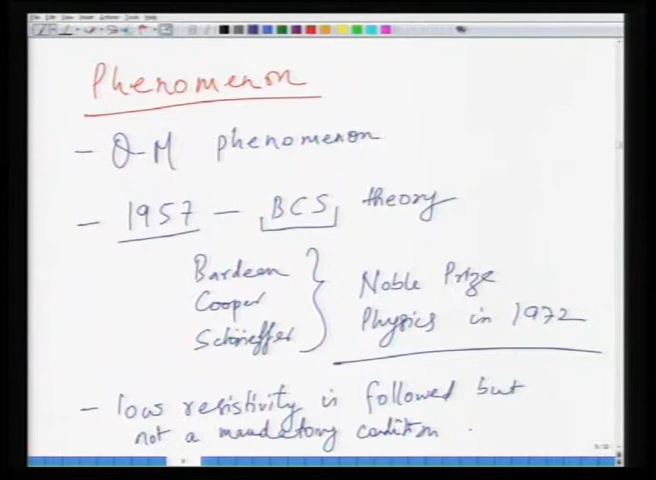 Phenomenon
- Q-M phenomenon
- 1957 - BCS theory
Bardeen
Cooper
Schrieffer
Noble Prize
Physics in 1972
- low resistivity is followed but
not a mandatory condition.